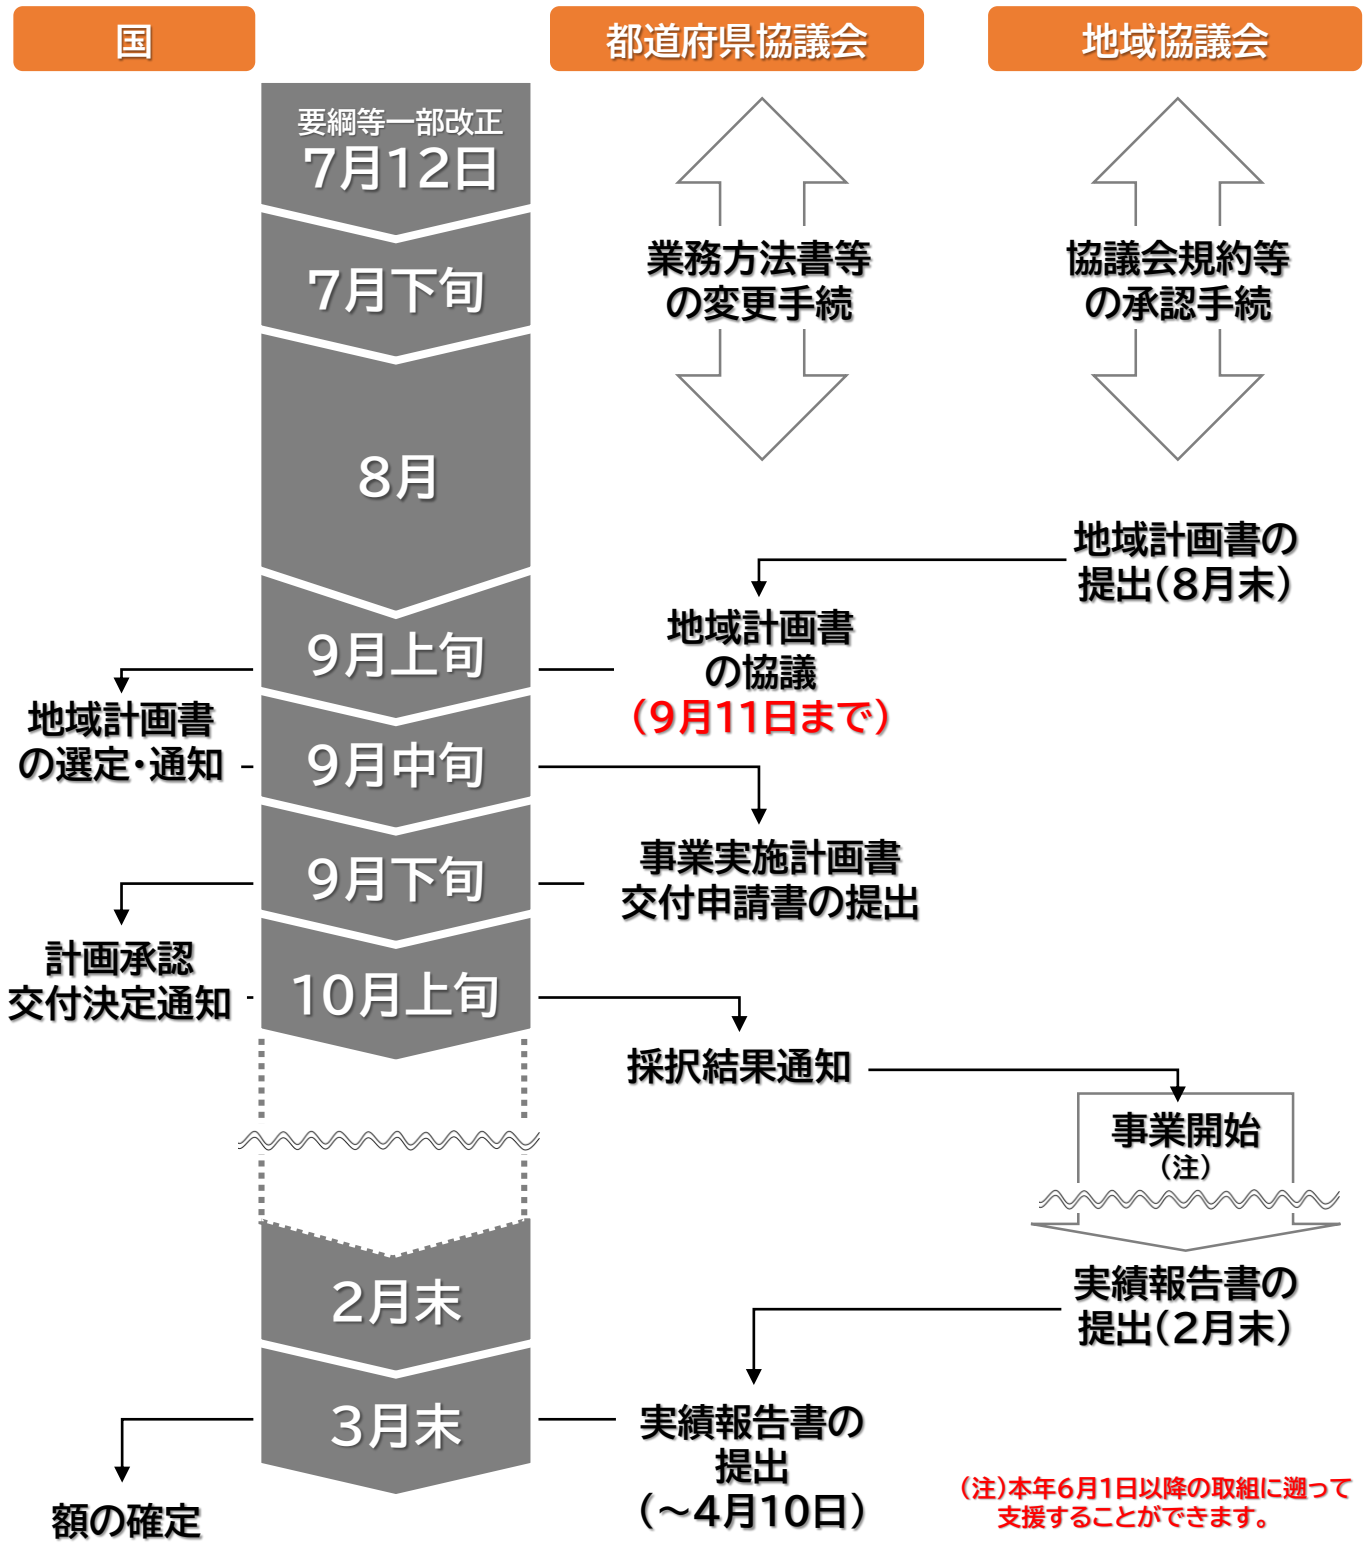 国
都道府県協議会
地域協議会
要綱等一部改正
7月12日
7月下旬
業務方法書等
の変更手続
協議会規約等
の承認手続
8月
地域計画書の
提出(8月末)
9月上旬
地域計画書
の協議
(9月11日まで)
地域計画書
の選定・通知
9月中旬
9月下旬
事業実施計画書
交付申請書の提出
計画承認
交付決定通知
10月上旬
採択結果通知
事業開始
(注)
2月末
実績報告書の
提出(2月末)
3月末
実績報告書の
提出
(~4月10日)
額の確定
(注)本年6月1日以降の取組に遡って
支援することができます。